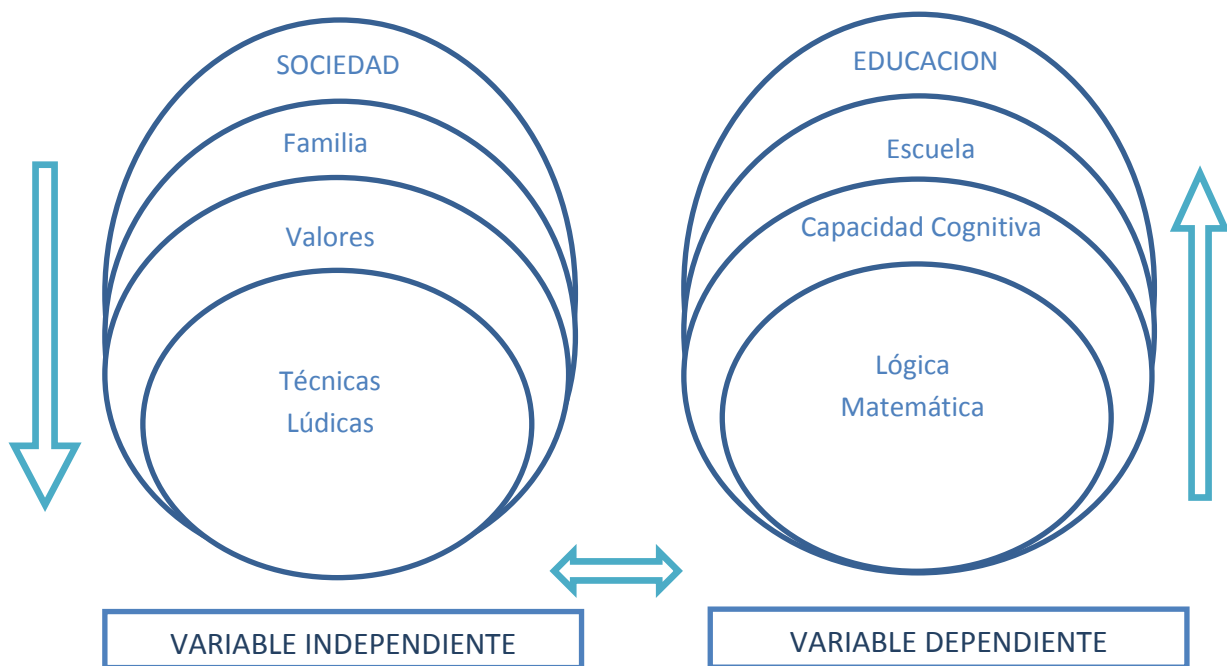 SOCIEDAD
Familia
Valores
Técnicas
Lúdicas
VARIABLE INDEPENDIENTE
EDUCACION
Escuela
Capacidad Cognitiva
Lógica
Matemática
VARIABLE DEPENDIENTE